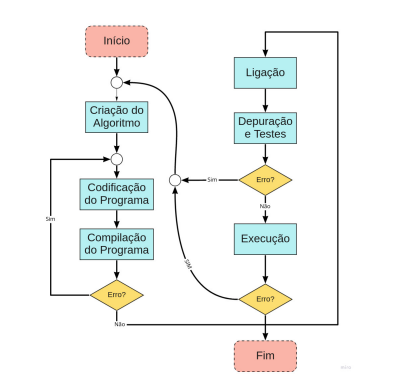 Início
Criação do
Algoritmo
Codificação
do Programa
Compilação
do Programa
Erro?
Sim
Não
Ligação
Depuração
e Testes
Erro?
Sim
Não
Execução
Erro?
SIM
Fim